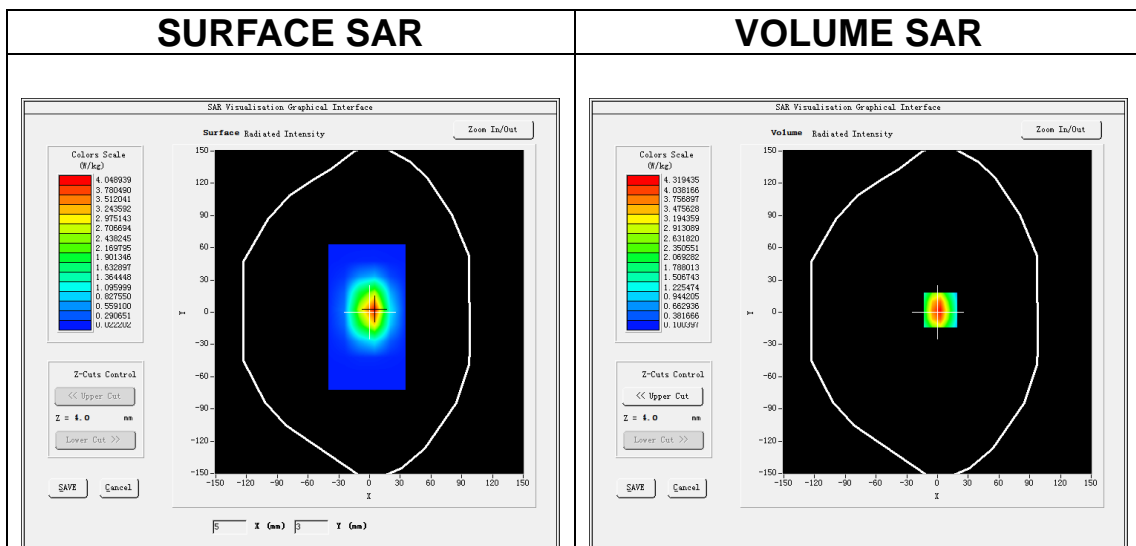 SURFACE SAR
VOLUME SAR
SAR Visualisation Graphical Interface
Surface Radiated Intensity
Zoom In/Out
Colors Scale
(W/kg)
4.048939
3.780490
3.512041
3.243592
2.975143
2.706694
2.438245
2.169795
1.901346
1.632897
1.364448
1.095999
0.827550
0.559100
0.290651
0.022202
150
120
90
60
30
0
-30
-60
-90
-120
-150
Y
-150 -120 -90 -60 -30 0 30 60 90 120 150
X
Z-Cuts Control
<< Upper Cut
Z = 4.0 mm
Lower Cut >>
SAVE Cancel
5 X (mm) 3 Y (mm)
SAR Visualisation Graphical Interface
Volume Radiated Intensity
Zoom In/Out
Colors Scale
(W/kg)
4.319435
4.038166
3.756897
3.475628
3.194359
2.913089
2.631820
2.350551
2.069282
1.788013
1.506743
1.225474
0.944205
0.662936
0.381666
0.100397
150
120
90
60
30
0
-30
-60
-90
-120
-150
Y
-150 -120 -90 -60 -30 0 30 60 90 120 150
X
Z-Cuts Control
<< Upper Cut
Z = 4.0 mm
Lower Cut >>
SAVE Cancel